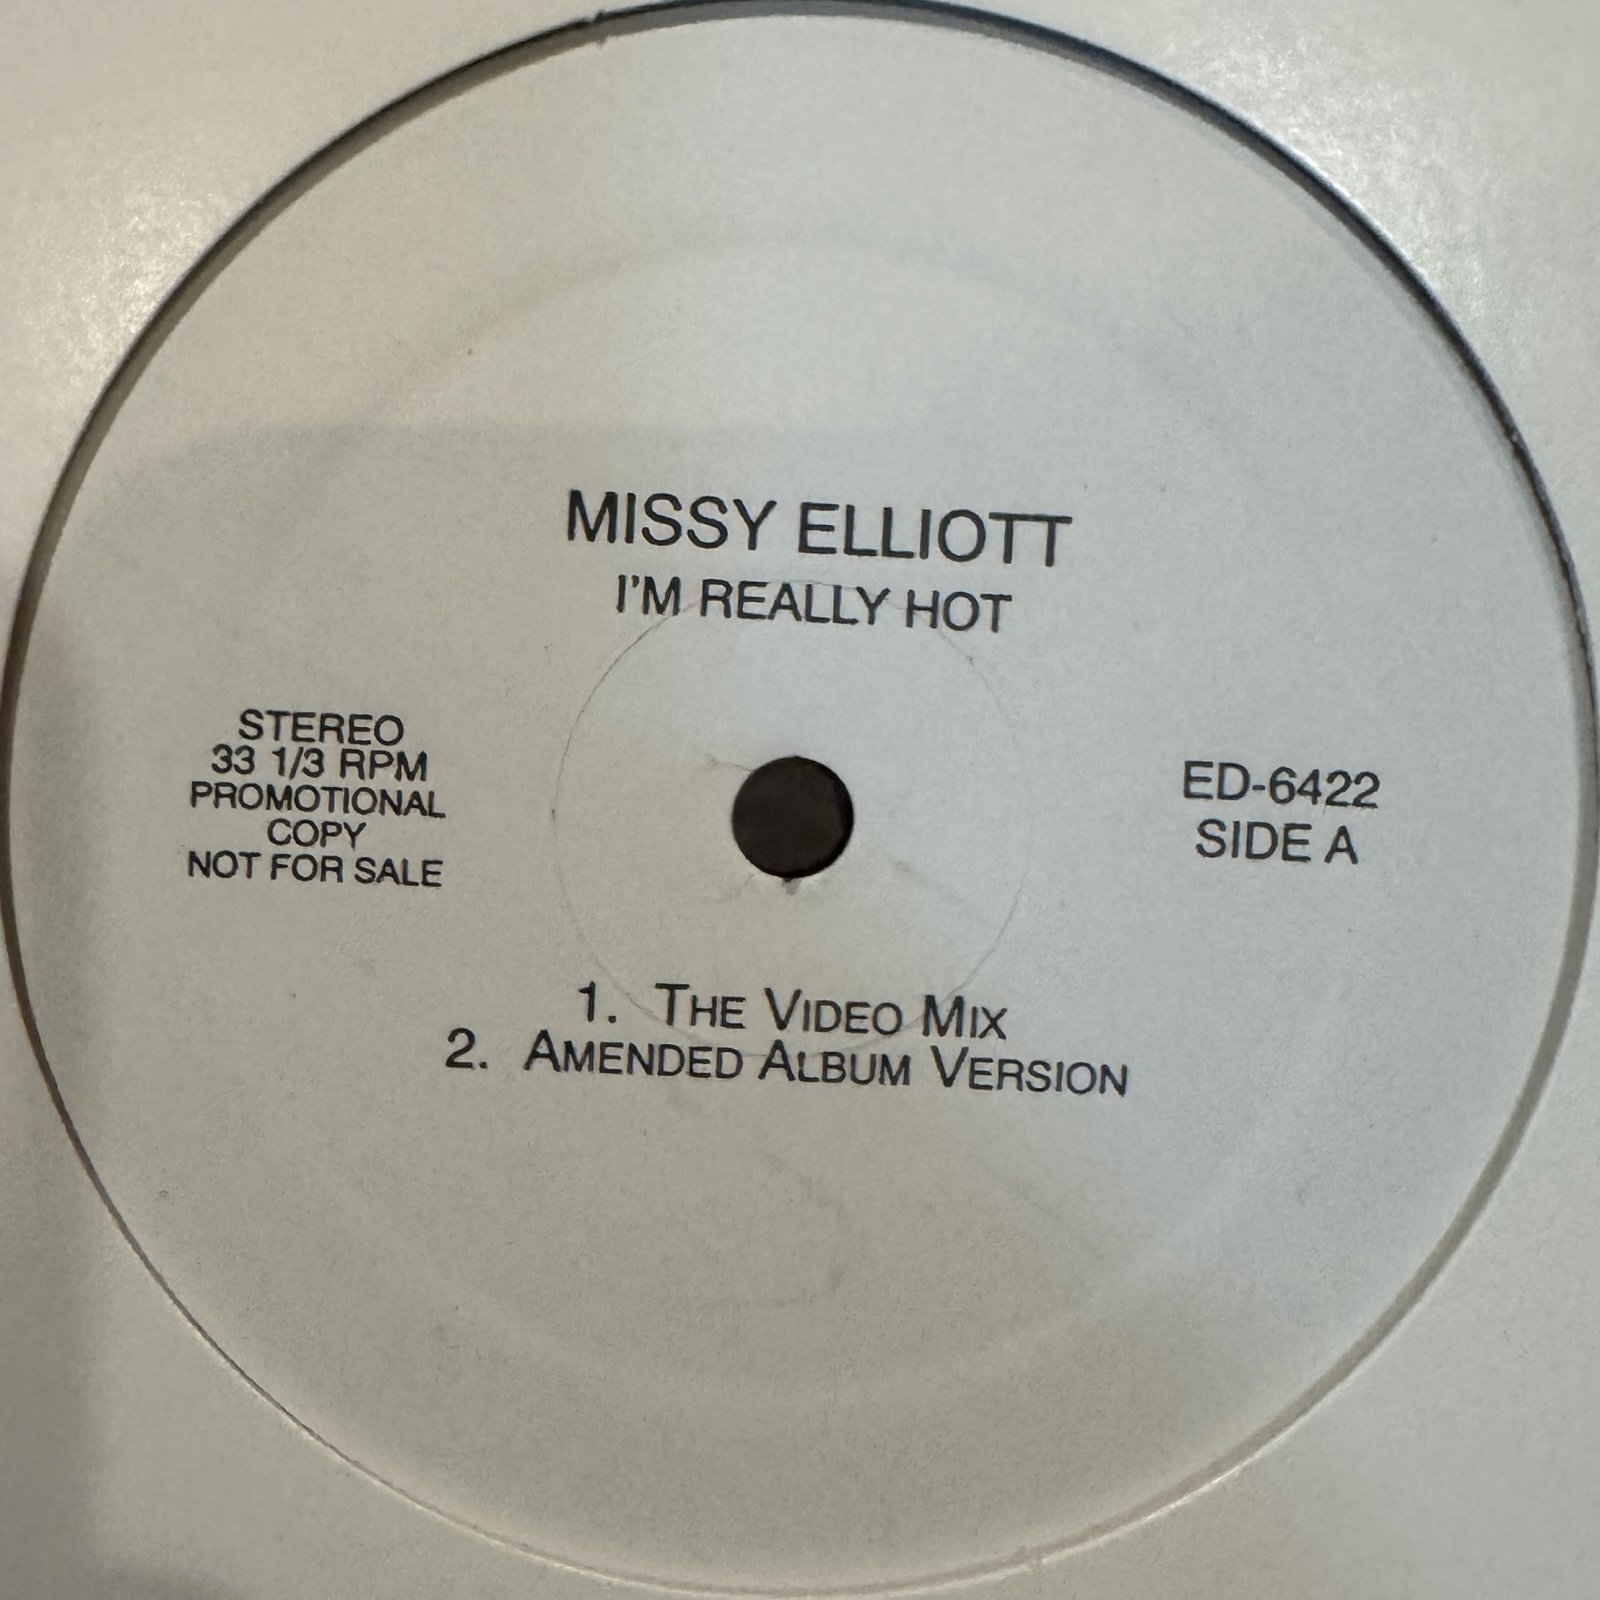 MISSY ELLIOTT
I'M REALLY HOT
STEREO
33 1/3 RPM
PROMOTIONAL
COPY
NOT FOR SALE
ED-6422
SIDE A
1. THE VIDEO MIX
2. AMENDED ALBUM VERSION